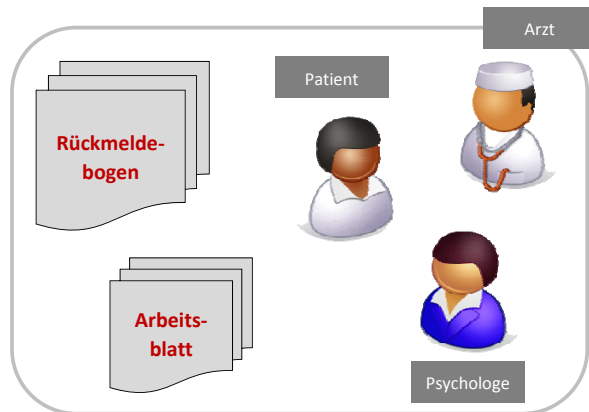 Arzt
Patient
Rückmelde-
bogen
Arbeits-
blatt
Psychologe